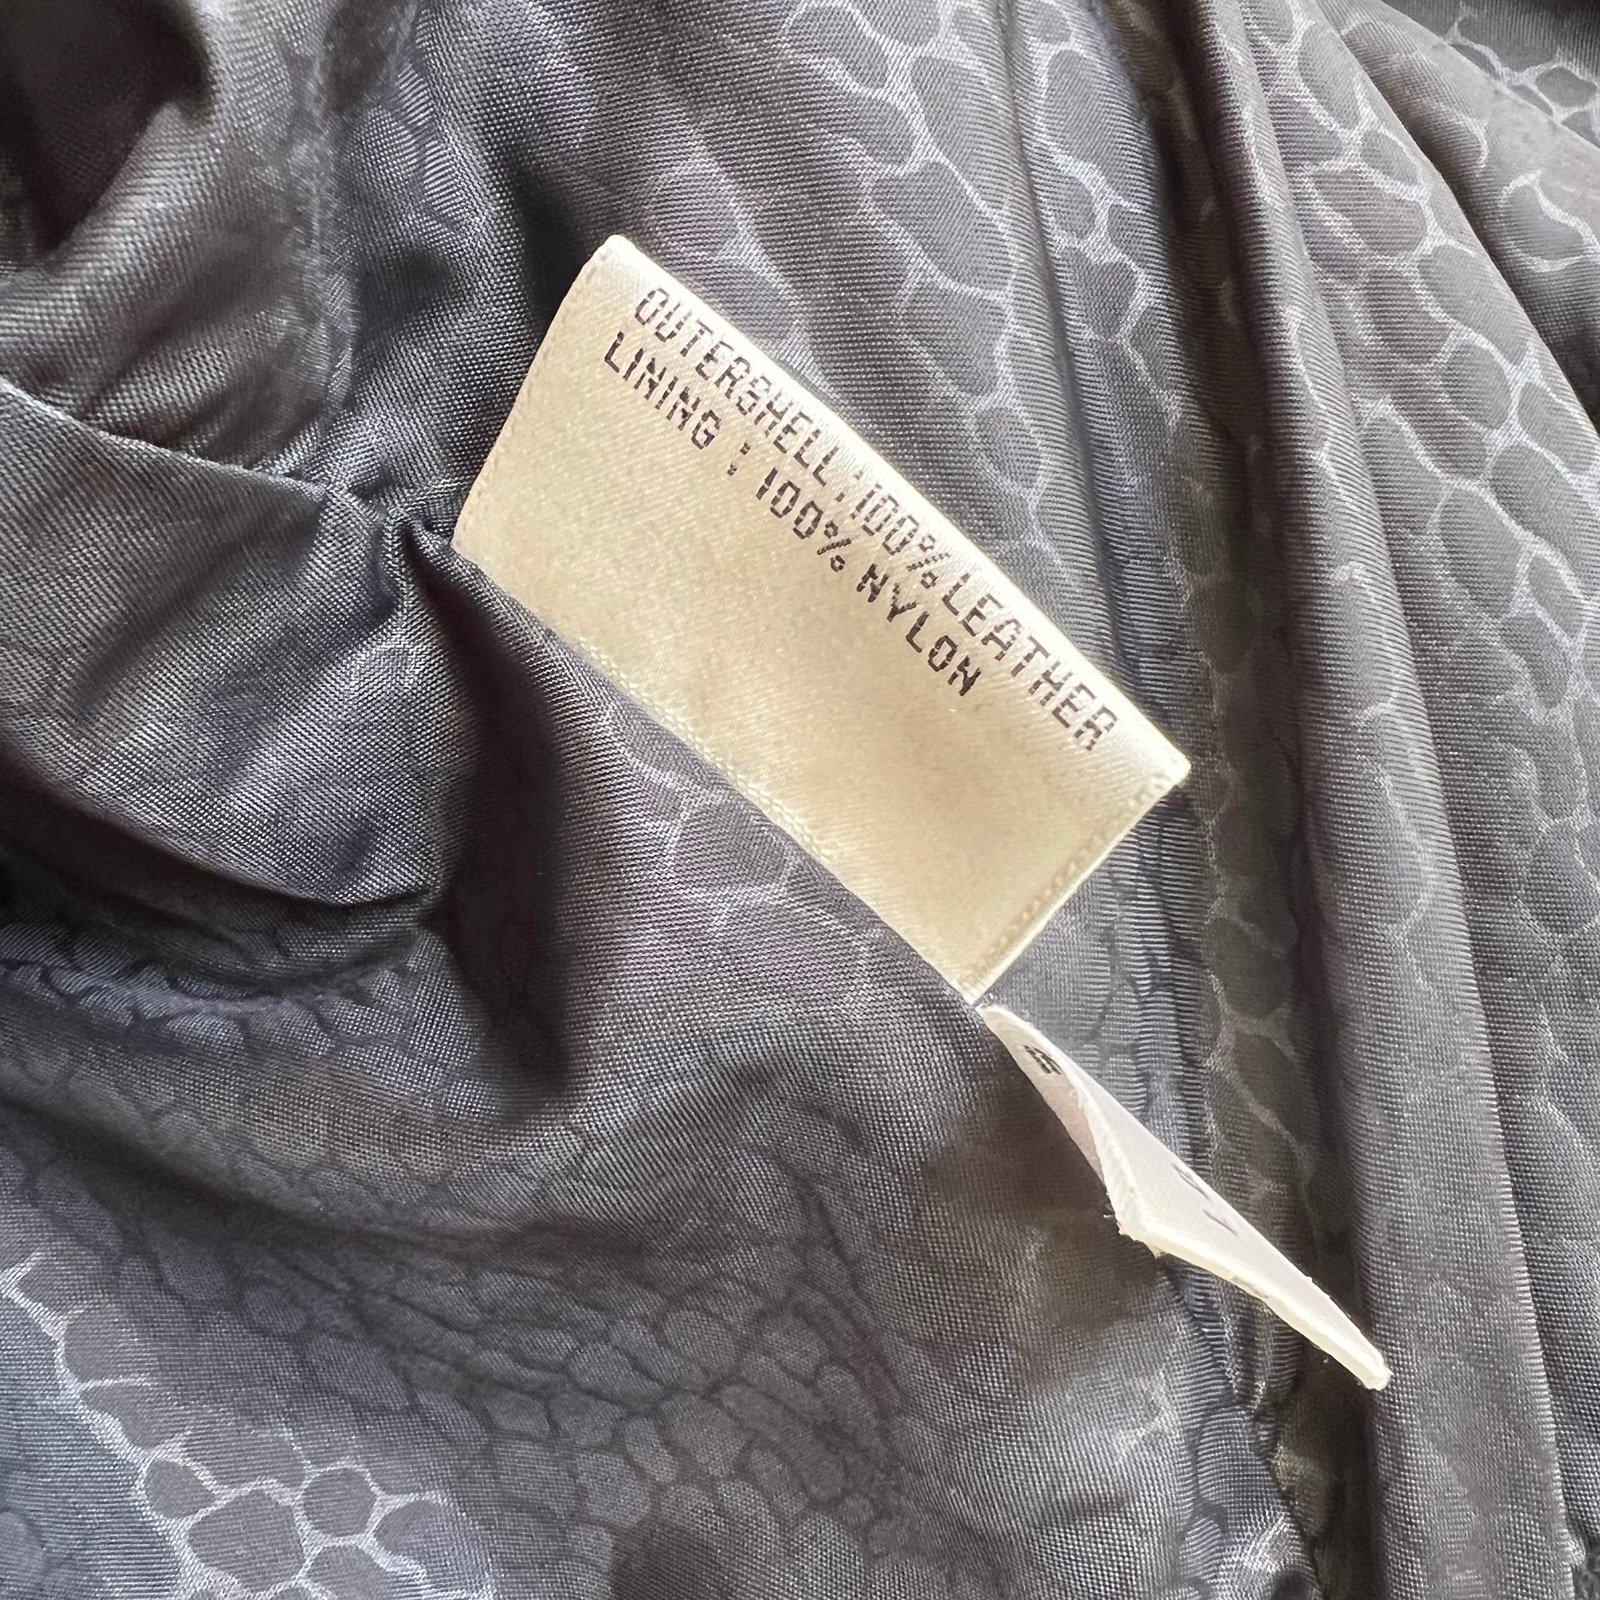 OUTERSHELL : 100% LEATHER
LINING : 100% NYLON